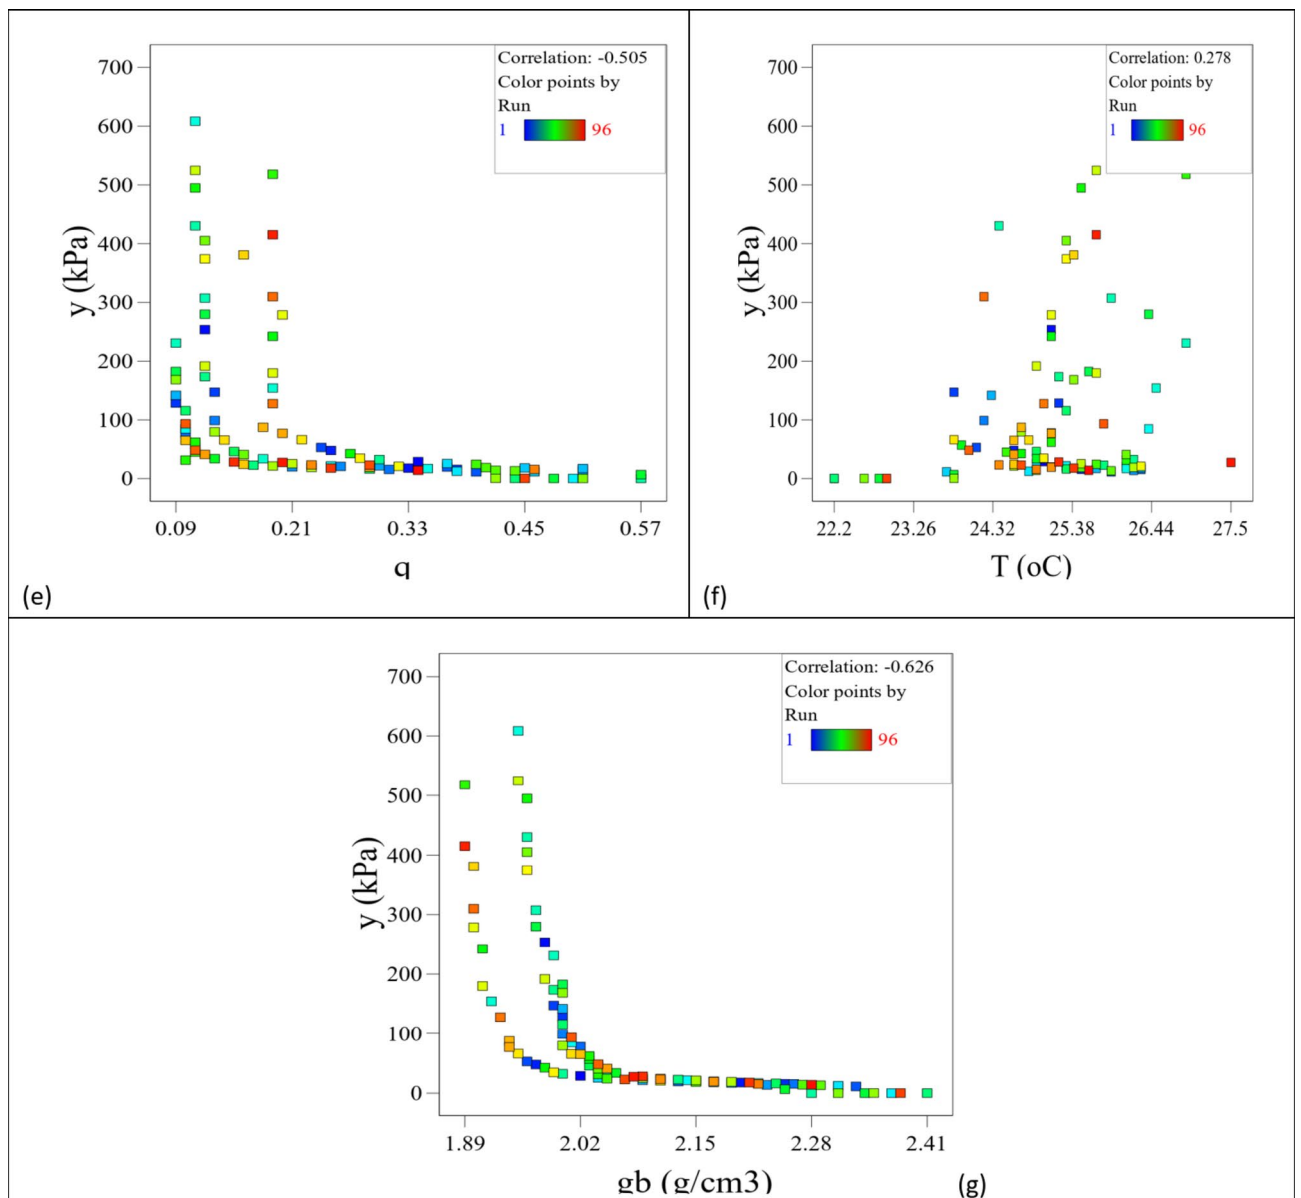 Correlation: -0.505
Color points by
Run
1 96
700
600
500
400
300
200
100
0
y (kPa)
0.09 0.21 0.33 0.45 0.57
q
(e)
Correlation: 0.278
Color points by
Run
1 96
700
600
500
400
300
200
100
0
y (kPa)
22.2 23.26 24.32 25.38 26.44 27.5
T (oC)
(f)
Correlation: -0.626
Color points by
Run
1 96
700
600
500
400
300
200
100
0
y (kPa)
1.89 2.02 2.15 2.28 2.41
gb (g/cm3)
(g)